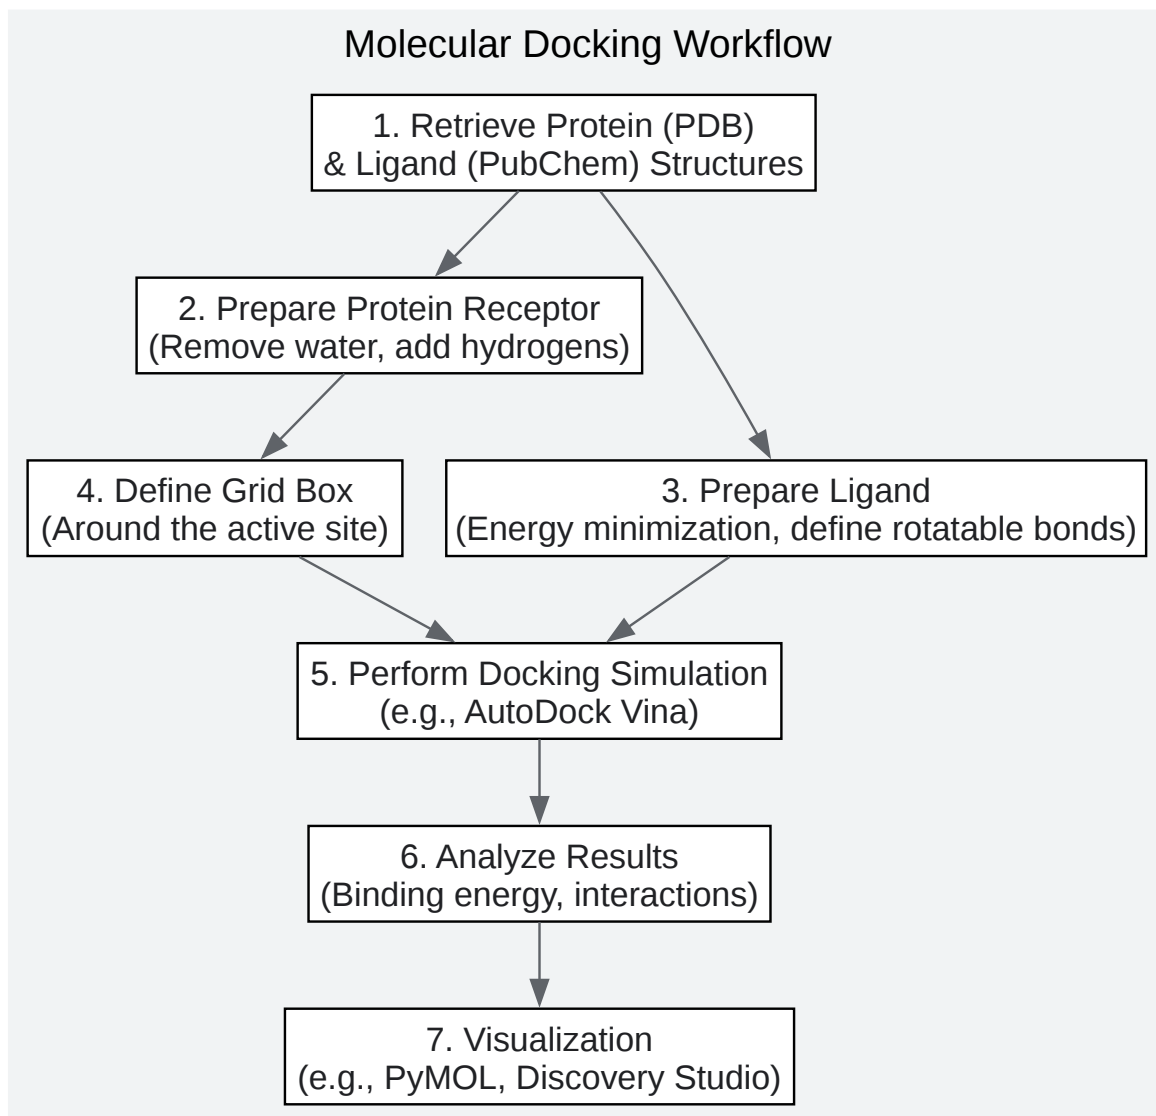 Molecular Docking Workflow
1. Retrieve Protein (PDB)
& Ligand (PubChem) Structures
2. Prepare Protein Receptor
(Remove water, add hydrogens)
4. Define Grid Box
(Around the active site)
3. Prepare Ligand
(Energy minimization, define rotatable bonds)
5. Perform Docking Simulation
(e.g., AutoDock Vina)
6. Analyze Results
(Binding energy, interactions)
7. Visualization
(e.g., PyMOL, Discovery Studio)